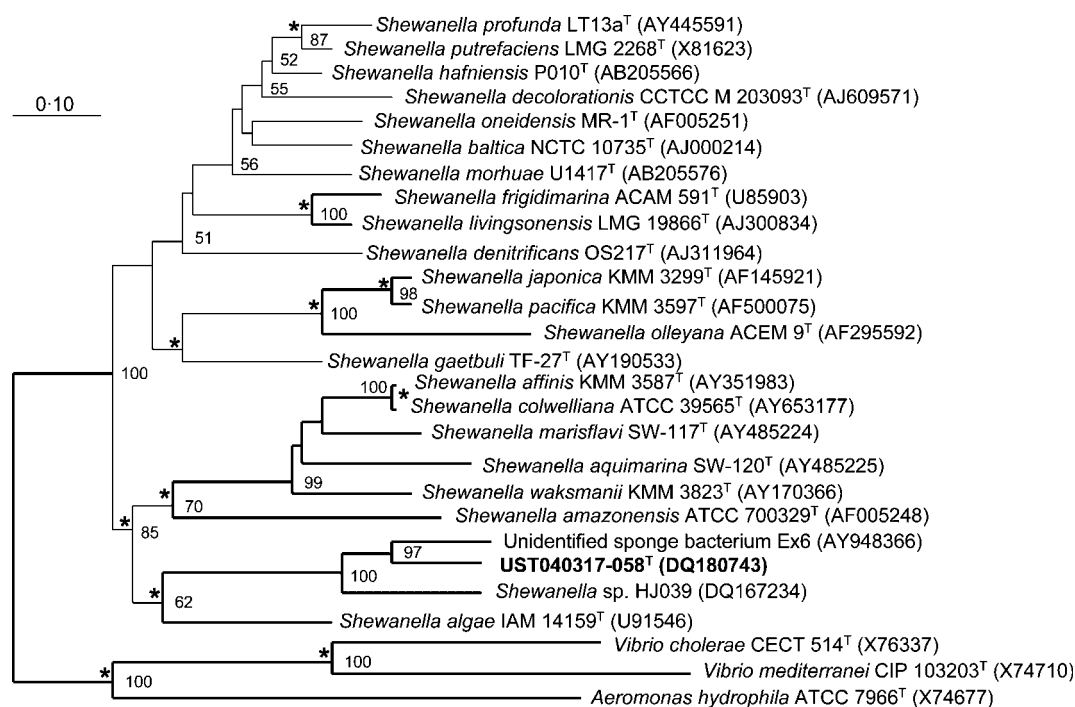 * Shewanella profunda LT13aᵀ (AY445591)
87
Shewanella putrefaciens LMG 2268ᵀ (X81623)
52
Shewanella hafniensis P010ᵀ (AB205566)
55
Shewanella decolorationis CCTCC M 203093ᵀ (AJ609571)
0·10
Shewanella oneidensis MR-1ᵀ (AF005251)
Shewanella baltica NCTC 10735ᵀ (AJ000214)
56
Shewanella morhuae U1417ᵀ (AB205576)
Shewanella frigidimarina ACAM 591ᵀ (U85903)
* 100
Shewanella livingsonensis LMG 19866ᵀ (AJ300834)
51
Shewanella denitrificans OS217ᵀ (AJ311964)
Shewanella japonica KMM 3299ᵀ (AF145921)
* 98
Shewanella pacifica KMM 3597ᵀ (AF500075)
* 100
Shewanella olleyana ACEM 9ᵀ (AF295592)
*
Shewanella gaetbuli TF-27ᵀ (AY190533)
100
Shewanella affinis KMM 3587ᵀ (AY351983)
100 *
Shewanella colwelliana ATCC 39565ᵀ (AY653177)
Shewanella marisflavi SW-117ᵀ (AY485224)
Shewanella aquimarina SW-120ᵀ (AY485225)
99
Shewanella waksmanii KMM 3823ᵀ (AY170366)
* 70
Shewanella amazonensis ATCC 700329ᵀ (AF005248)
* 85
Unidentified sponge bacterium Ex6 (AY948366)
97
UST040317-058ᵀ (DQ180743)
100
Shewanella sp. HJ039 (DQ167234)
* 62
Shewanella algae IAM 14159ᵀ (U91546)
Vibrio cholerae CECT 514ᵀ (X76337)
* 100
Vibrio mediterranei CIP 103203ᵀ (X74710)
* 100
Aeromonas hydrophila ATCC 7966ᵀ (X74677)